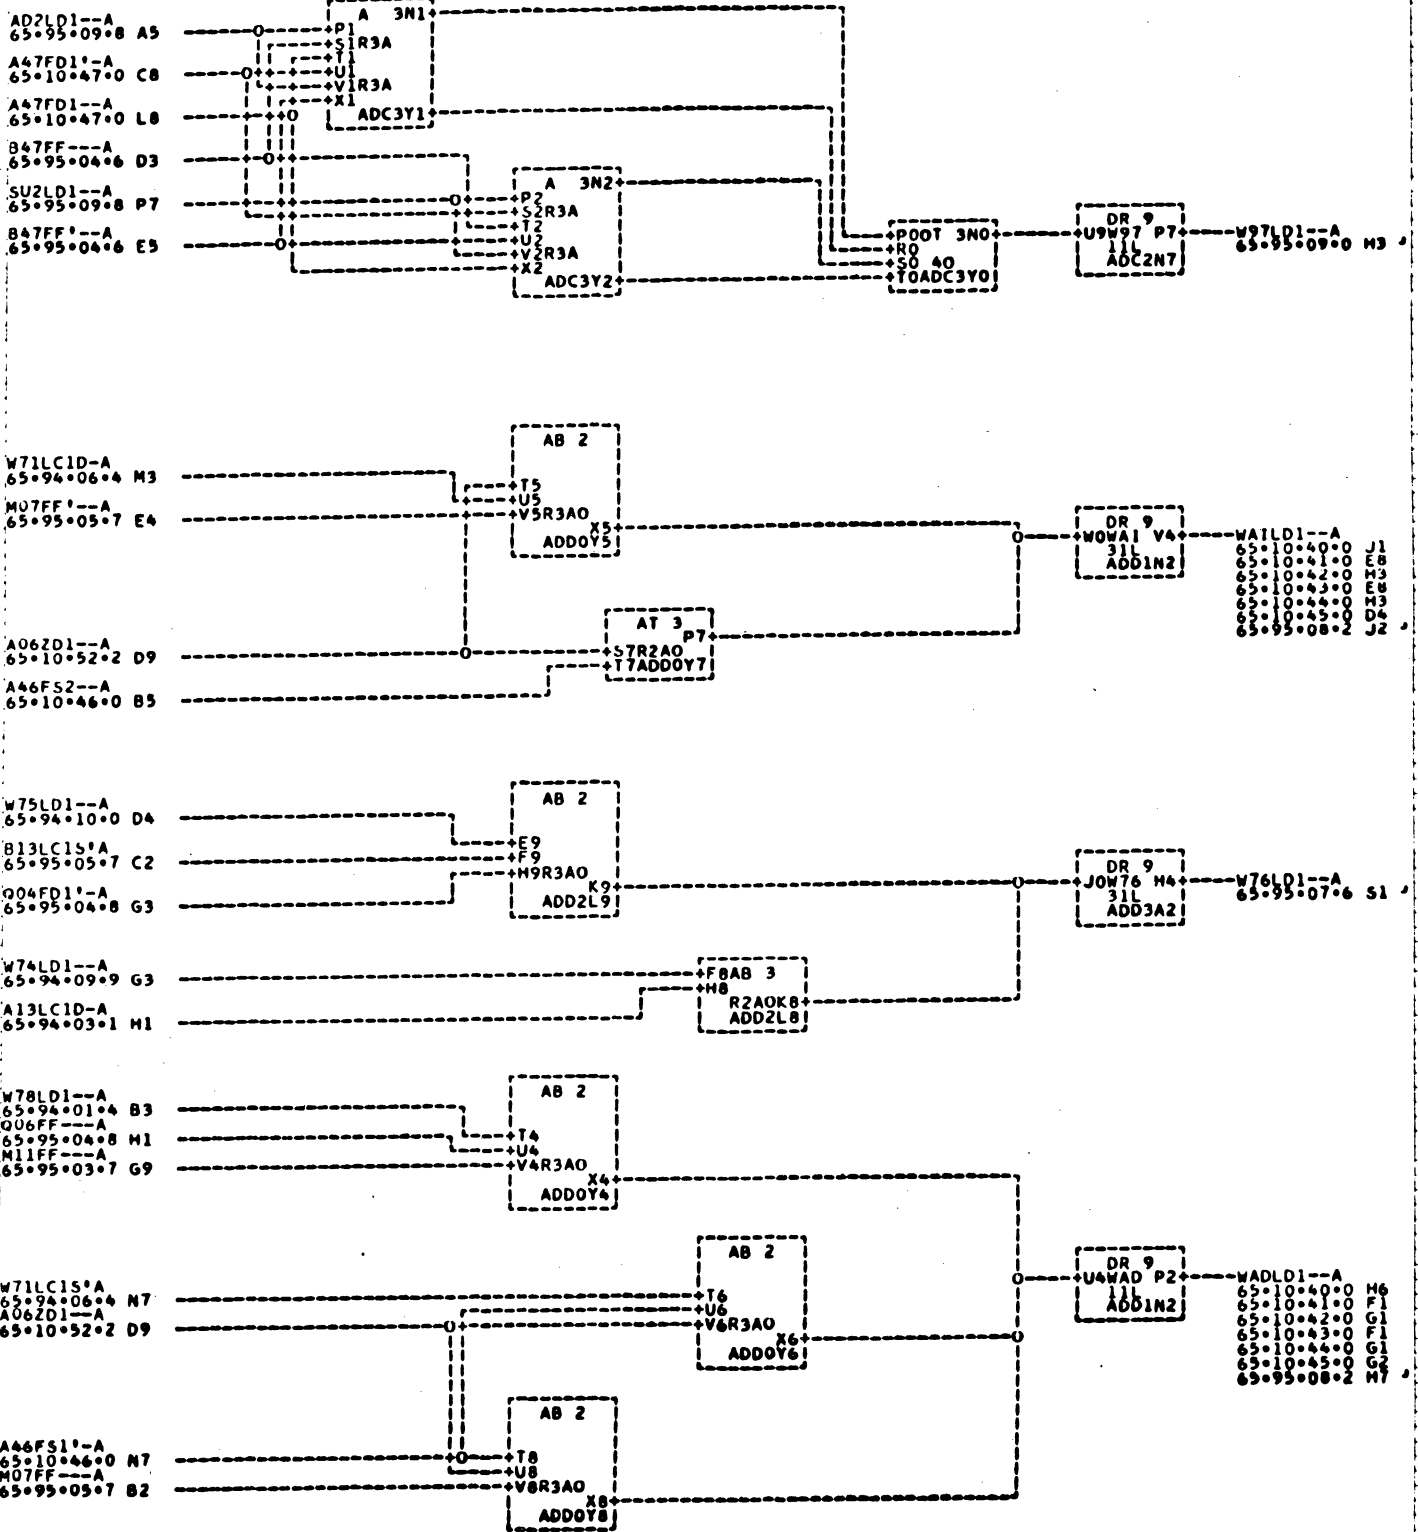 A 3N1
AD2LD1--A
65•95•09•8 A5
P1
S1R3A
T1
A47FD1'-A
65•10•47•0 C8
U1
V1R3A
X1
A47FD1--A
65•10•47•0 L8
ADC3Y1
B47FF---A
65•95•04•6 D3
A 3N2
SU2LD1--A
65•95•09•8 P7
P2
S2R3A
T2
B47FF'--A
65•95•04•6 E5
U2
V2R3A
X2
ADC3Y2
P0OT 3N0
R0
S0 40
T0ADC3Y0
DR 9
U9W97 P7
11L
ADC2N7
W97LD1--A
65•95•09•0 H3
AB 2
W71LC1D-A
65•94•06•4 M3
T5
U5
M07FF'--A
65•95•05•7 E4
V5R3A0
X5
ADD0Y5
DR 9
W0WAI V4
31L
ADD1N2
WAILD1--A
65•10•40•0 J1
65•10•41•0 E8
65•10•42•0 H3
65•10•43•0 E8
65•10•44•0 H3
65•10•45•0 D4
65•95•08•2 J2
AT 3
P7
A06ZD1--A
65•10•52•2 D9
S7R2A0
T7ADD0Y7
A46FS2--A
65•10•46•0 B5
AB 2
W75LD1--A
65•94•10•0 D4
E9
B13LC1S'A
65•95•05•7 C2
F9
H9R3A0
K9
ADD2L9
Q04FD1'-A
65•95•04•8 G3
DR 9
J0W76 H4
31L
ADD3A2
W76LD1--A
65•95•07•6 S1
W74LD1--A
65•94•09•9 G3
F8AB 3
H8
R2A0K8
ADD2L8
A13LC1D-A
65•94•03•1 H1
AB 2
W78LD1--A
65•94•01•4 B3
Q06FF---A
65•95•04•8 H1
T4
U4
M11FF---A
65•95•03•7 G9
V4R3A0
X4
ADD0Y4
AB 2
W71LC1S'A
65•94•06•4 N7
T6
U6
A06ZD1--A
65•10•52•2 D9
V6R3A0
X6
ADD0Y6
DR 9
U4WAD P2
11L
ADD1N2
WADLD1--A
65•10•40•0 H6
65•10•41•0 F1
65•10•42•0 G1
65•10•43•0 F1
65•10•44•0 G1
65•10•45•0 G2
65•95•08•2 H7
AB 2
A46FS1'-A
65•10•46•0 N7
T8
U8
M07FF---A
65•95•05•7 B2
V8R3A0
X8
ADD0Y8